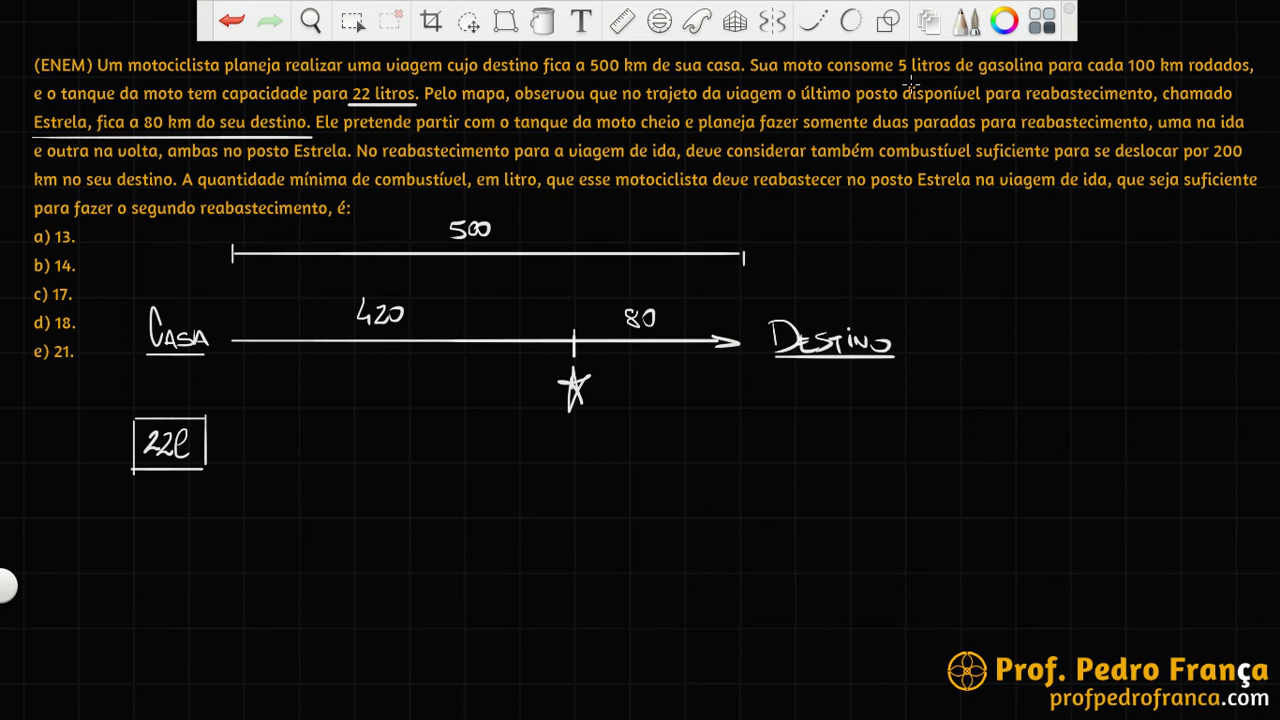 T
(ENEM) Um motociclista planeja realizar uma viagem cujo destino fica a 500 km de sua casa. Sua moto consome 5 litros de gasolina para cada 100 km rodados,
e o tanque da moto tem capacidade para 22 litros. Pelo mapa, observou que no trajeto da viagem o último posto disponível para reabastecimento, chamado
Estrela, fica a 80 km do seu destino. Ele pretende partir com o tanque da moto cheio e planeja fazer somente duas paradas para reabastecimento, uma na ida
e outra na volta, ambas no posto Estrela. No reabastecimento para a viagem de ida, deve considerar também combustível suficiente para se deslocar por 200
km no seu destino. A quantidade mínima de combustível, em litro, que esse motociclista deve reabastecer no posto Estrela na viagem de ida, que seja suficiente
para fazer o segundo reabastecimento, é:
a) 13.
b) 14.
c) 17.
d) 18.
e) 21.
500
420 80
CASA DESTINO
22l
Prof. Pedro França
profpedrofranca.com